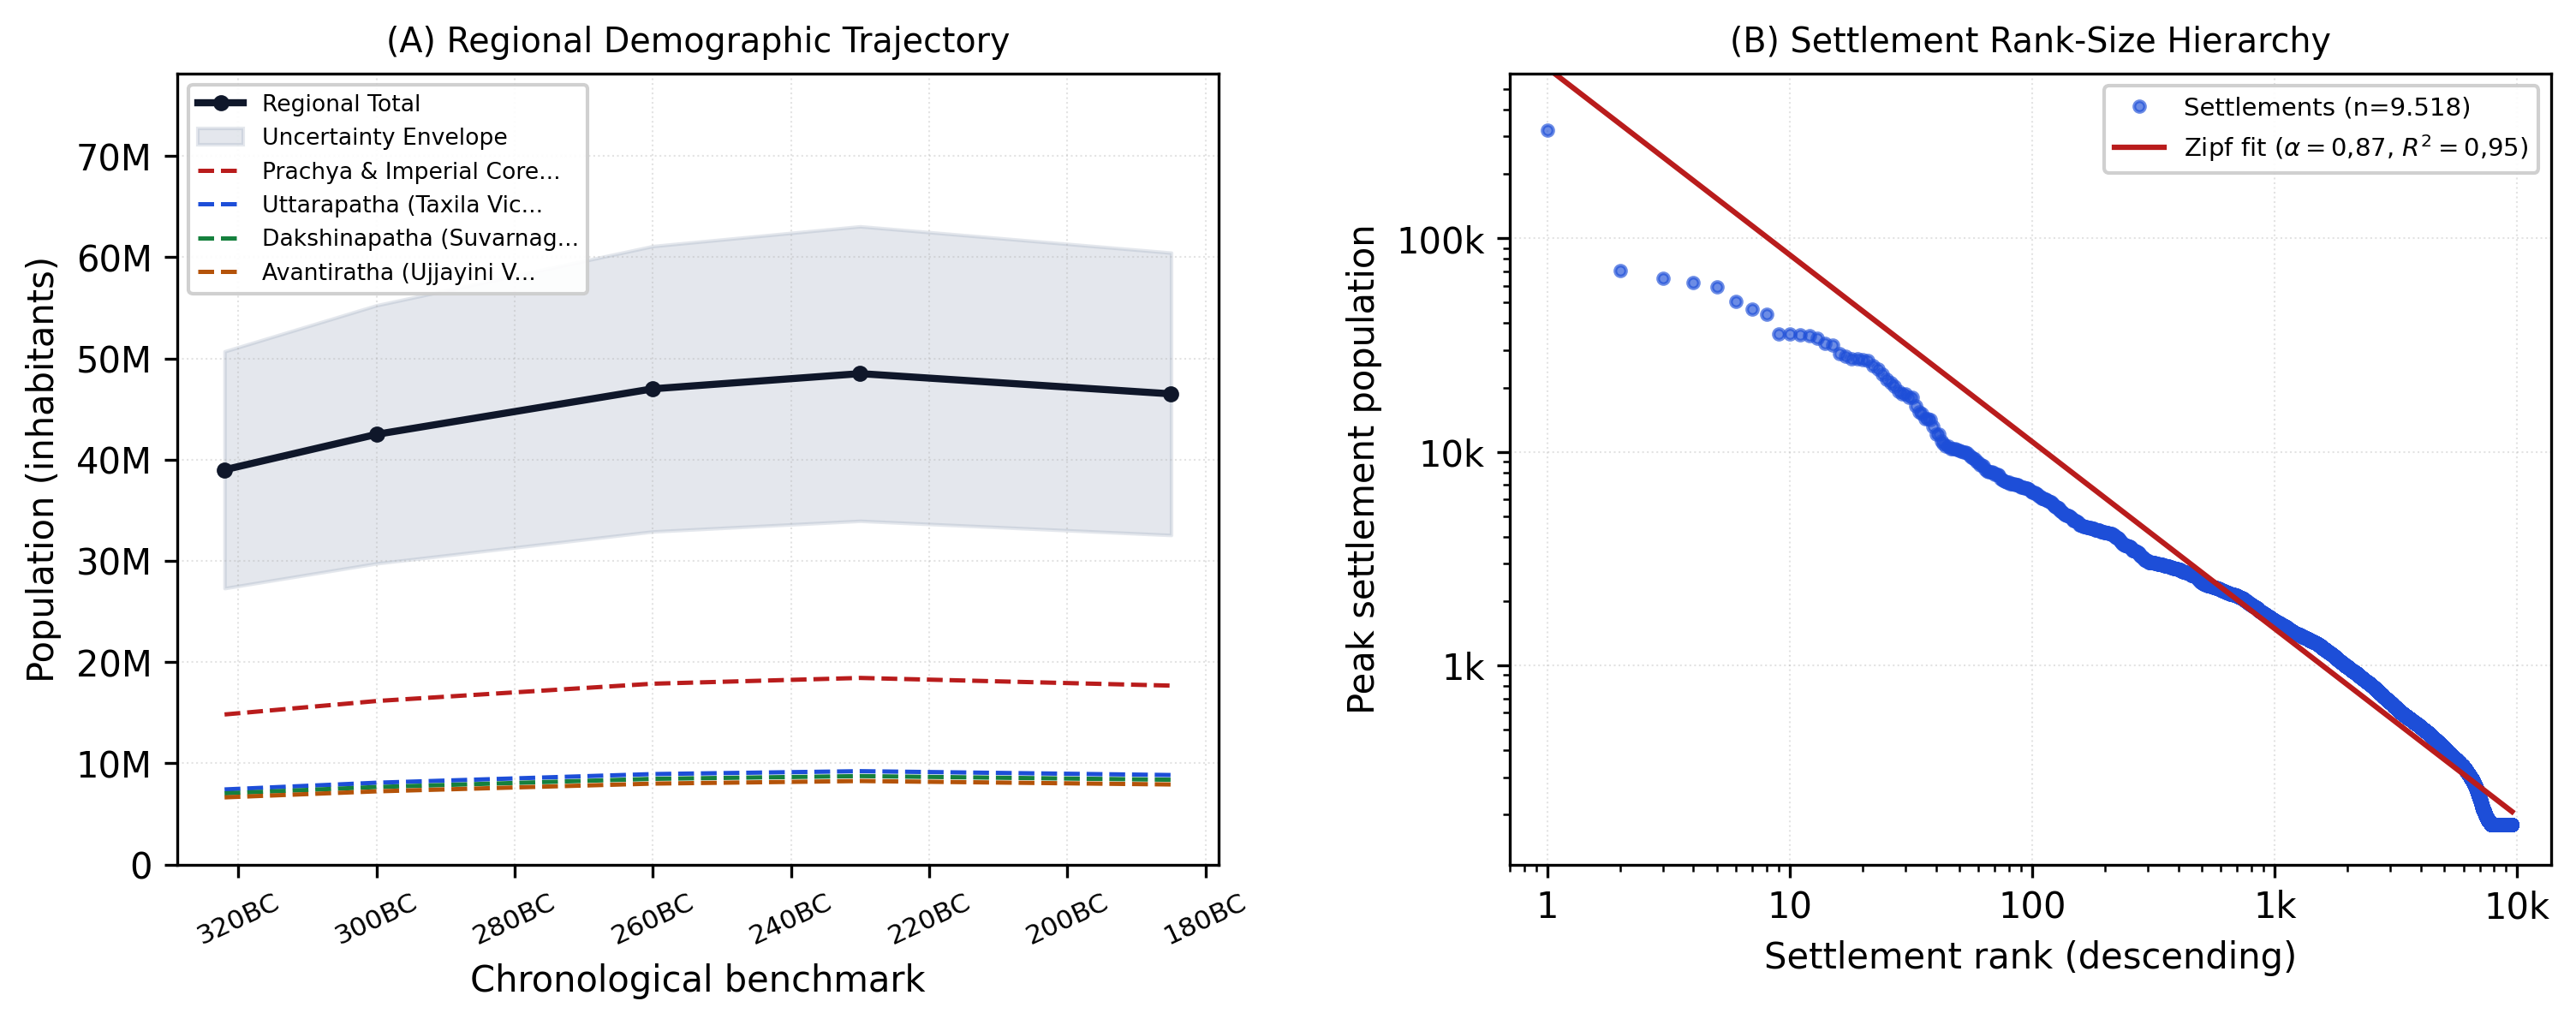 (A) Regional Demographic Trajectory
Population (inhabitants)
70M
60M
50M
40M
30M
20M
10M
0
Regional Total
Uncertainty Envelope
Prachya & Imperial Core...
Uttarapatha (Taxila Vic...
Dakshinapatha (Suvarnag...
Avantiratha (Ujjayini V...
320BC
300BC
280BC
260BC
240BC
220BC
200BC
180BC
Chronological benchmark
(B) Settlement Rank-Size Hierarchy
Peak settlement population
100k
10k
1k
Settlements (n=9.518)
Zipf fit (α = 0,87, R² = 0,95)
1
10
100
1k
10k
Settlement rank (descending)